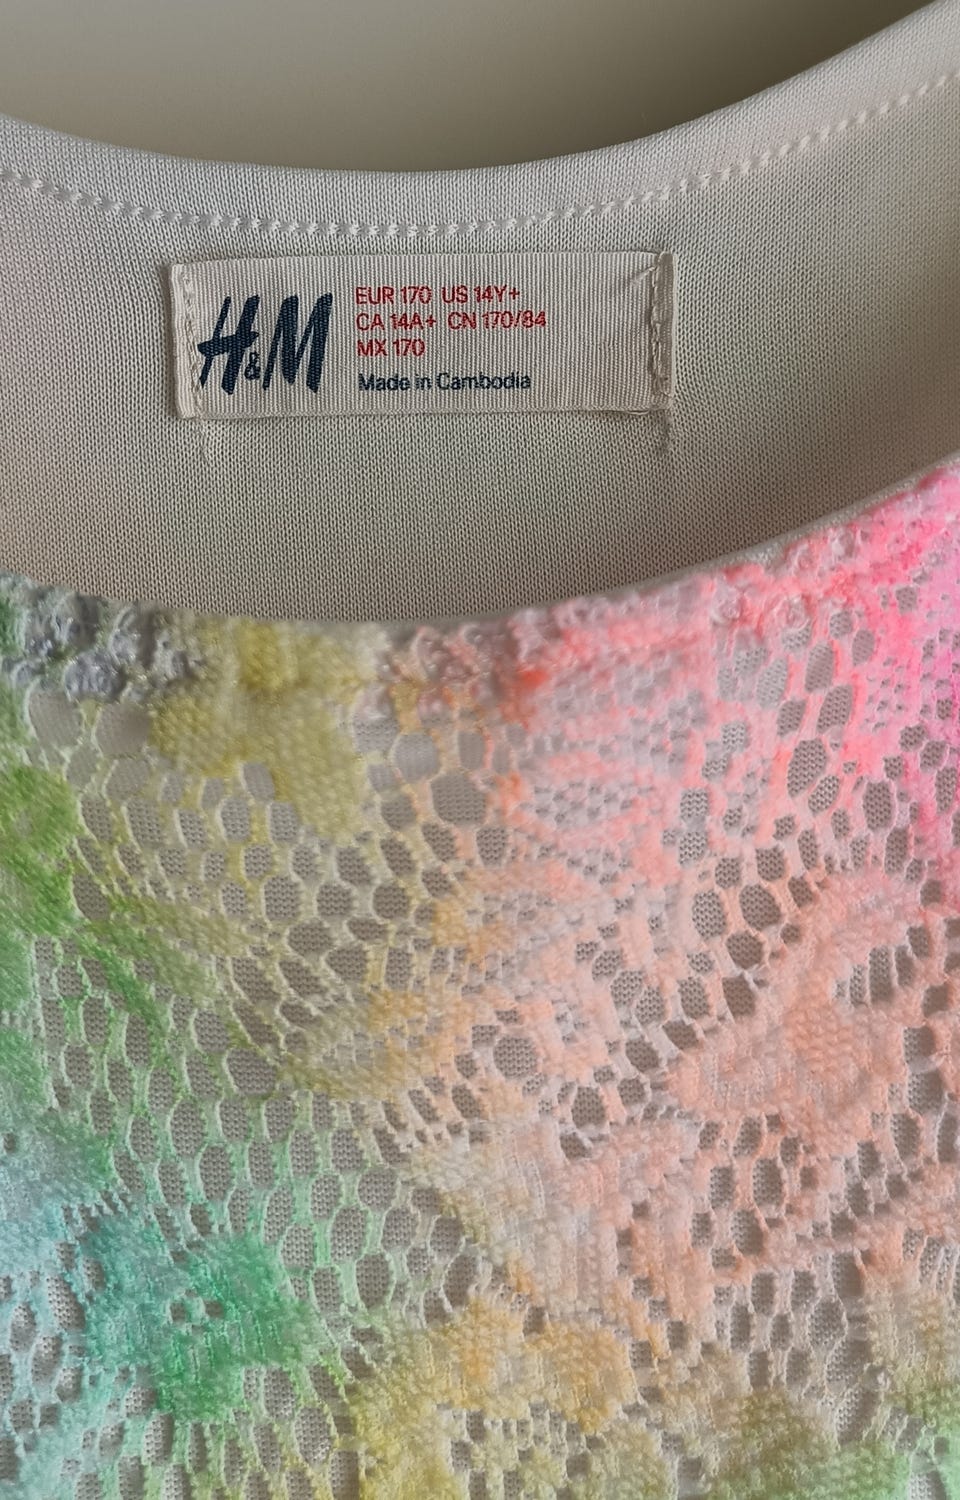 H&M
EUR 170 US 14Y+
CA 14A+ CN 170/84
MX 170
Made in Cambodia